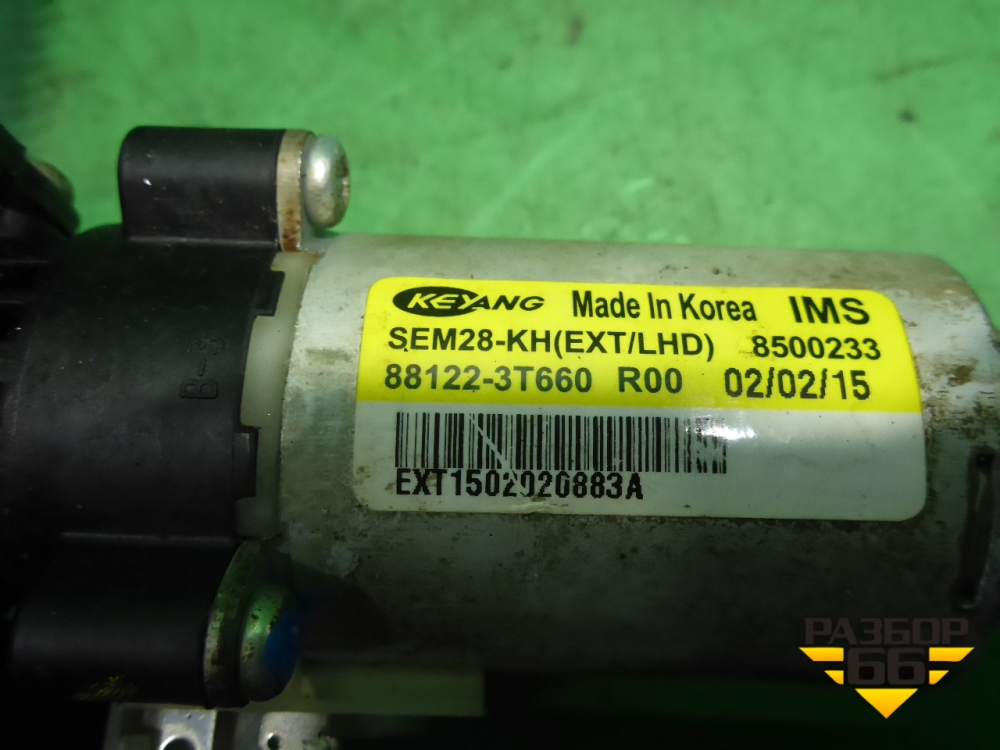 KEYANG Made In Korea IMS
SEM28-KH(EXT/LHD) 8500233
88122-3T660 R00 02/02/15
EXT1502020883A
B-3
РАЗБОР
66